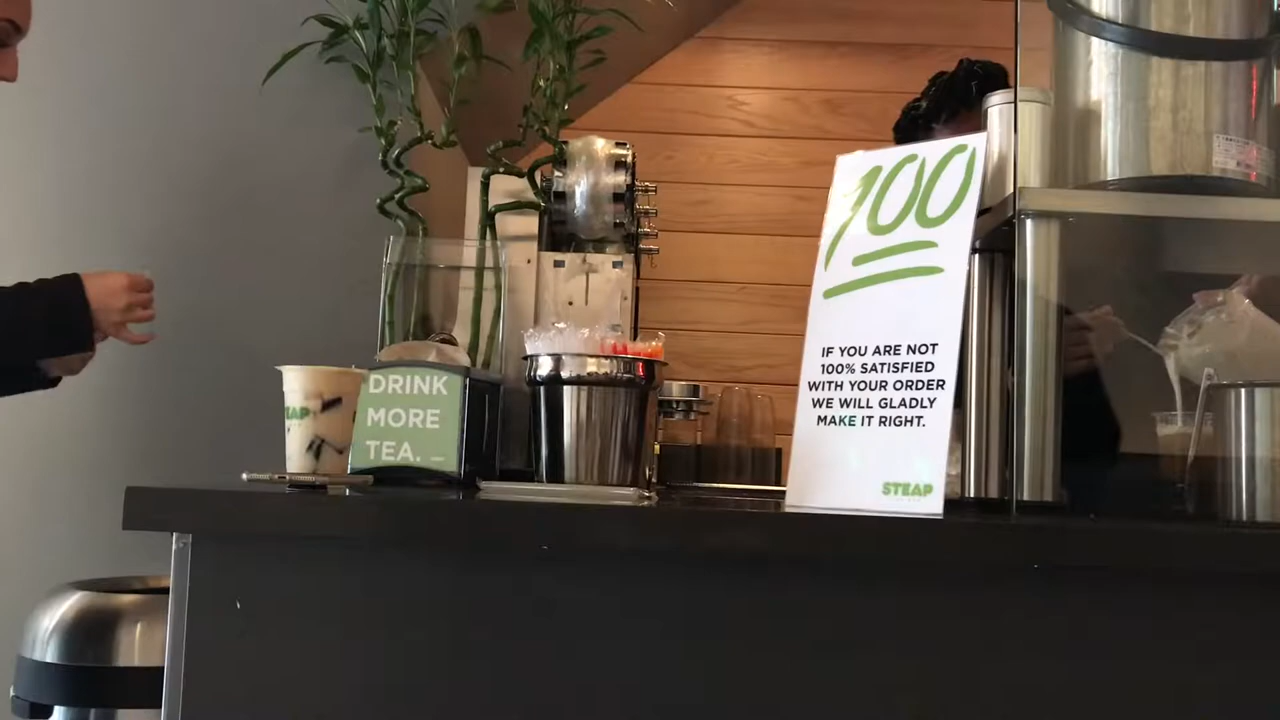 100
IF YOU ARE NOT
100% SATISFIED
WITH YOUR ORDER
WE WILL GLADLY
MAKE IT RIGHT.
STEAP
DRINK
MORE
TEA.
EAP